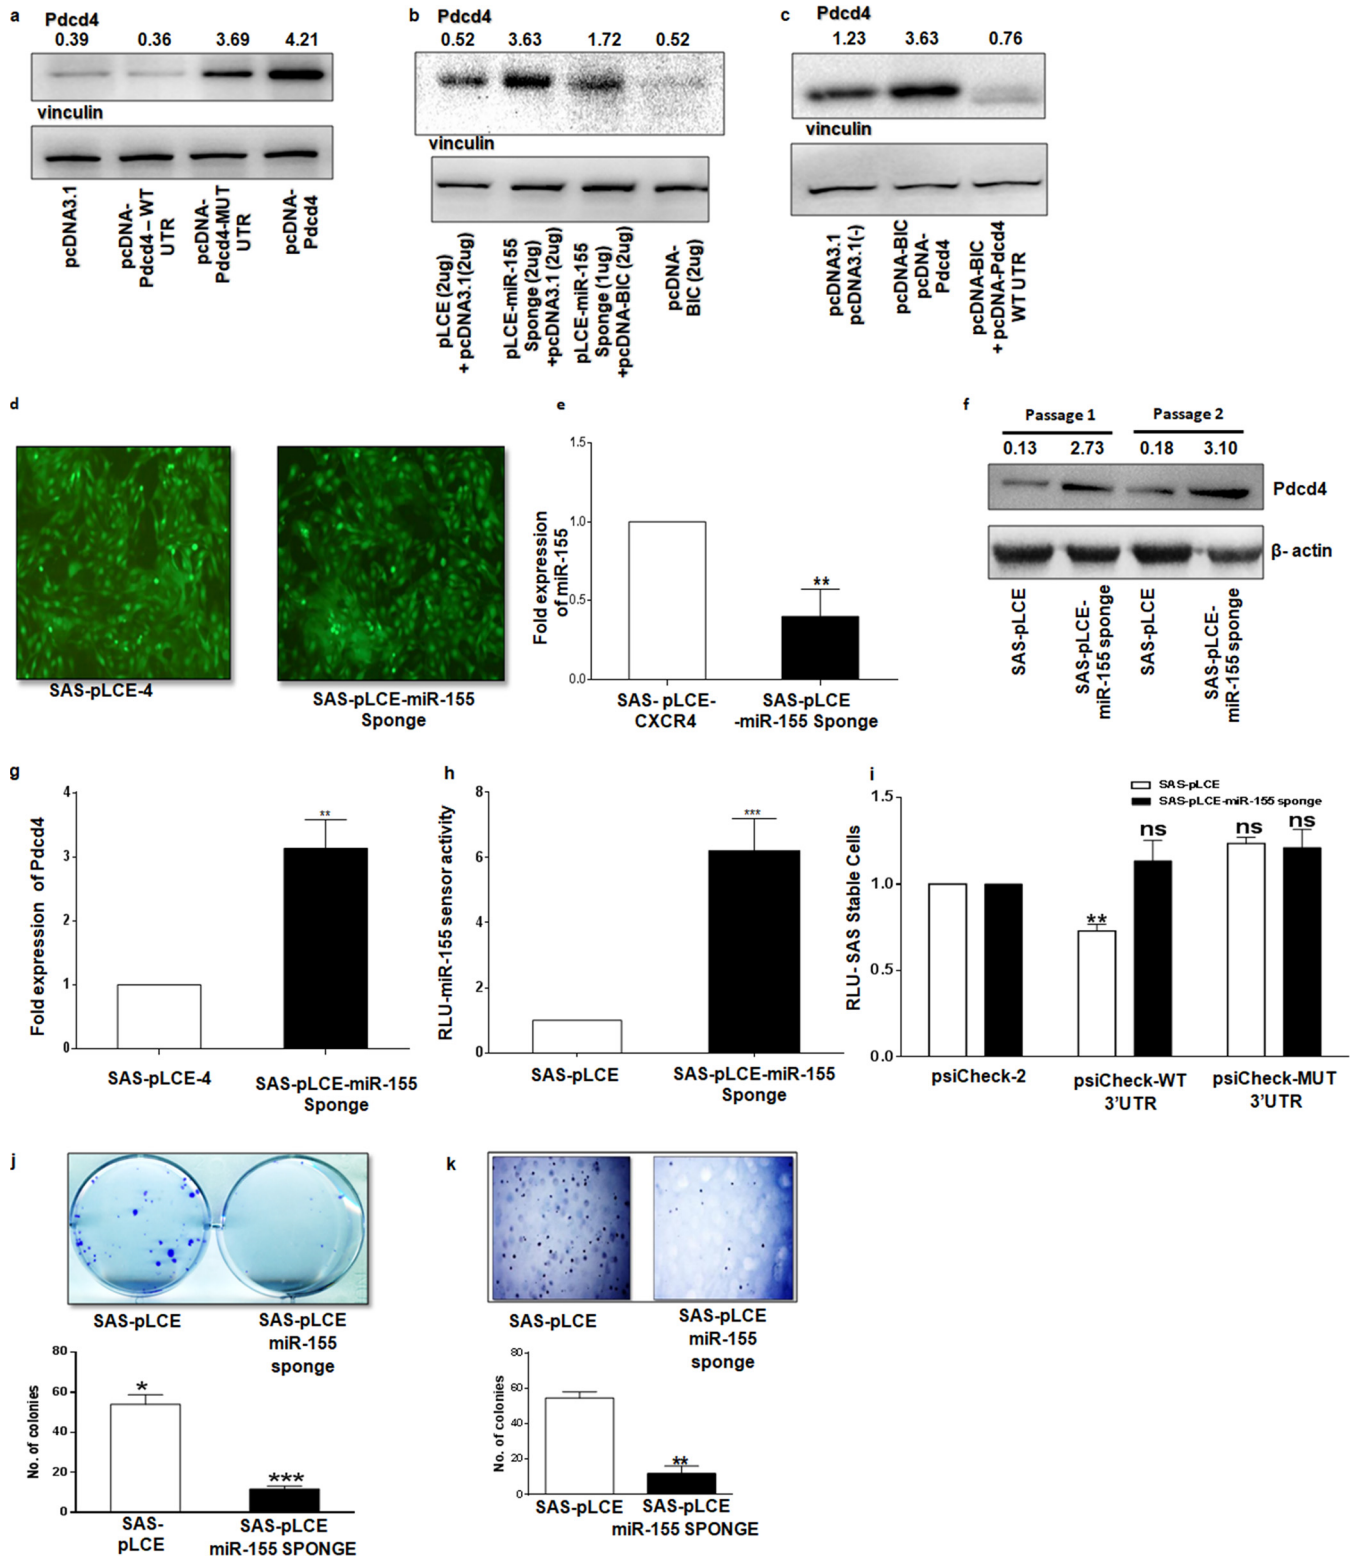 a
Pdcd4
0.39 0.36 3.69 4.21
vinculin
pcDNA3.1
pcDNA-
Pdcd4 – WT
UTR
pcDNA-
Pdcd4-MUT
UTR
pcDNA-
Pdcd4
b
Pdcd4
0.52 3.63 1.72 0.52
vinculin
pLCE (2ug)
+ pcDNA3.1(2ug)
pLCE-miR-155
Sponge (2ug)
+pcDNA3.1 (2ug)
pLCE-miR-155
Sponge (1ug)
+pcDNA-BIC (2ug)
pcDNA-
BIC (2ug)
c
Pdcd4
1.23 3.63 0.76
vinculin
pcDNA3.1
pcDNA3.1(-)
pcDNA-BIC
pcDNA-
Pdcd4
pcDNA-BIC
+ pcDNA-Pdcd4
WT UTR
d
SAS-pLCE-4
SAS-pLCE-miR-155
Sponge
e
Fold expression
of miR-155
1.5
1.0
0.5
0.0
**
SAS- pLCE-
CXCR4
SAS-pLCE
-miR-155 Sponge
f
Passage 1 Passage 2
0.13 2.73 0.18 3.10
Pdcd4
β- actin
SAS-pLCE
SAS-pLCE-
miR-155 sponge
SAS-pLCE
SAS-pLCE-
miR-155 sponge
g
Fold expression of Pdcd4
4
3
2
1
0
**
SAS-pLCE-4
SAS-pLCE-miR-155
Sponge
h
RLU-miR-155 sensor activity
8
6
4
2
0
***
SAS-pLCE
SAS-pLCE-miR-155
Sponge
i
SAS-pLCE
SAS-pLCE-miR-155 sponge
RLU- SAS Stable Cells
1.5
1.0
0.5
0.0
**
ns
ns
ns
psiCheck-2
psiCheck-WT
3’UTR
psiCheck-MUT
3’UTR
j
SAS-pLCE
SAS-pLCE
miR-155
sponge
No. of colonies
80
60
40
20
0
*
***
SAS-
pLCE
SAS-pLCE
miR-155 SPONGE
k
SAS-pLCE
SAS-pLCE
miR-155
sponge
No. of colonies
80
60
40
20
0
**
SAS-pLCE
SAS-pLCE
miR-155 SPONGE